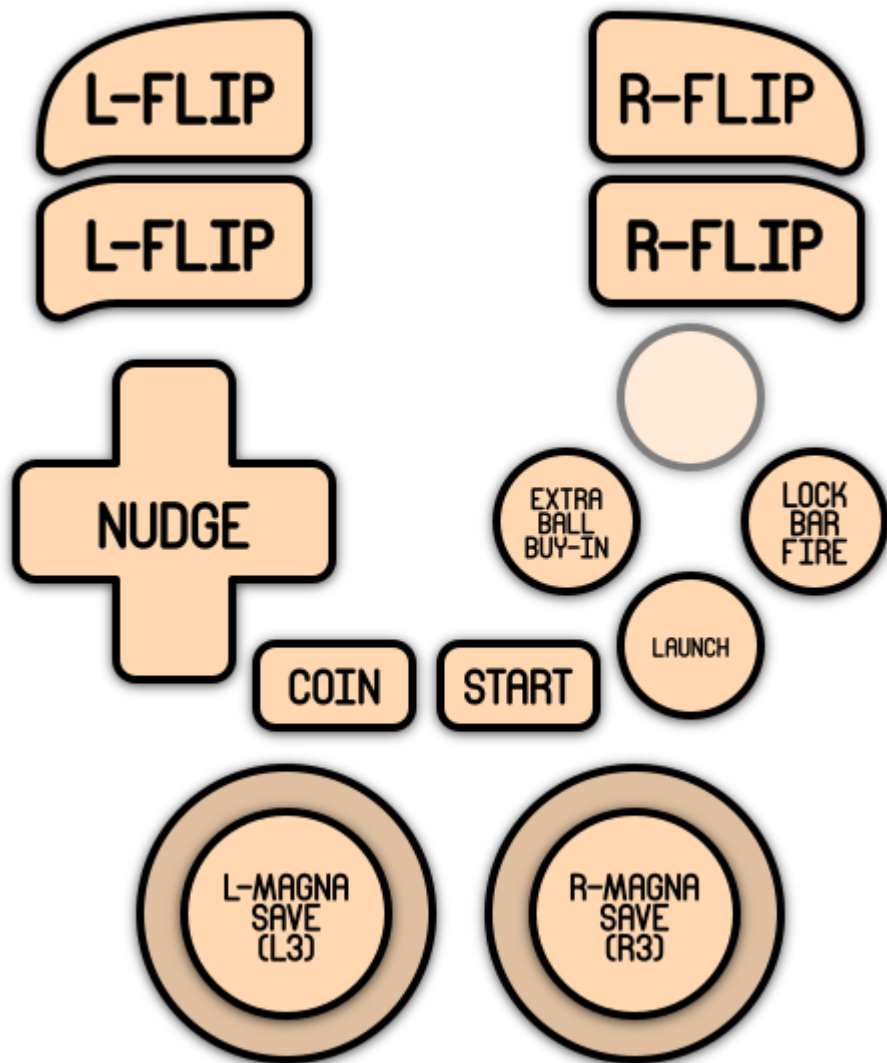 L-FLIP
R-FLIP
L-FLIP
R-FLIP
NUDGE
EXTRA
BALL
BUY-IN
LOCK
BAR
FIRE
LAUNCH
COIN
START
L-MAGNA
SAVE
(L3)
R-MAGNA
SAVE
(R3)